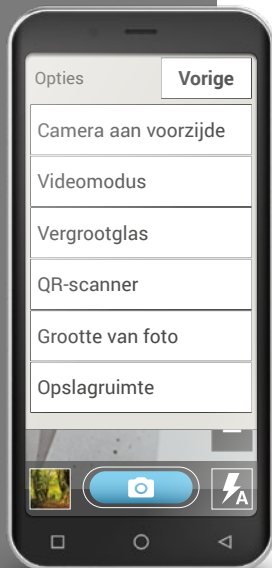 Opties
Vorige
Camera aan voorzijde
Videomodus
Vergrootglas
QR-scanner
Grootte van foto
Opslagruimte
A